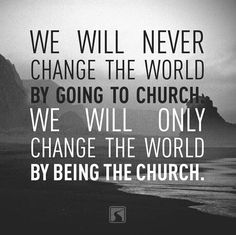 WE WILL NEVER
CHANGE THE WORLD
BY GOING TO CHURCH.
WE WILL ONLY
CHANGE THE WORLD
BY BEING THE CHURCH.